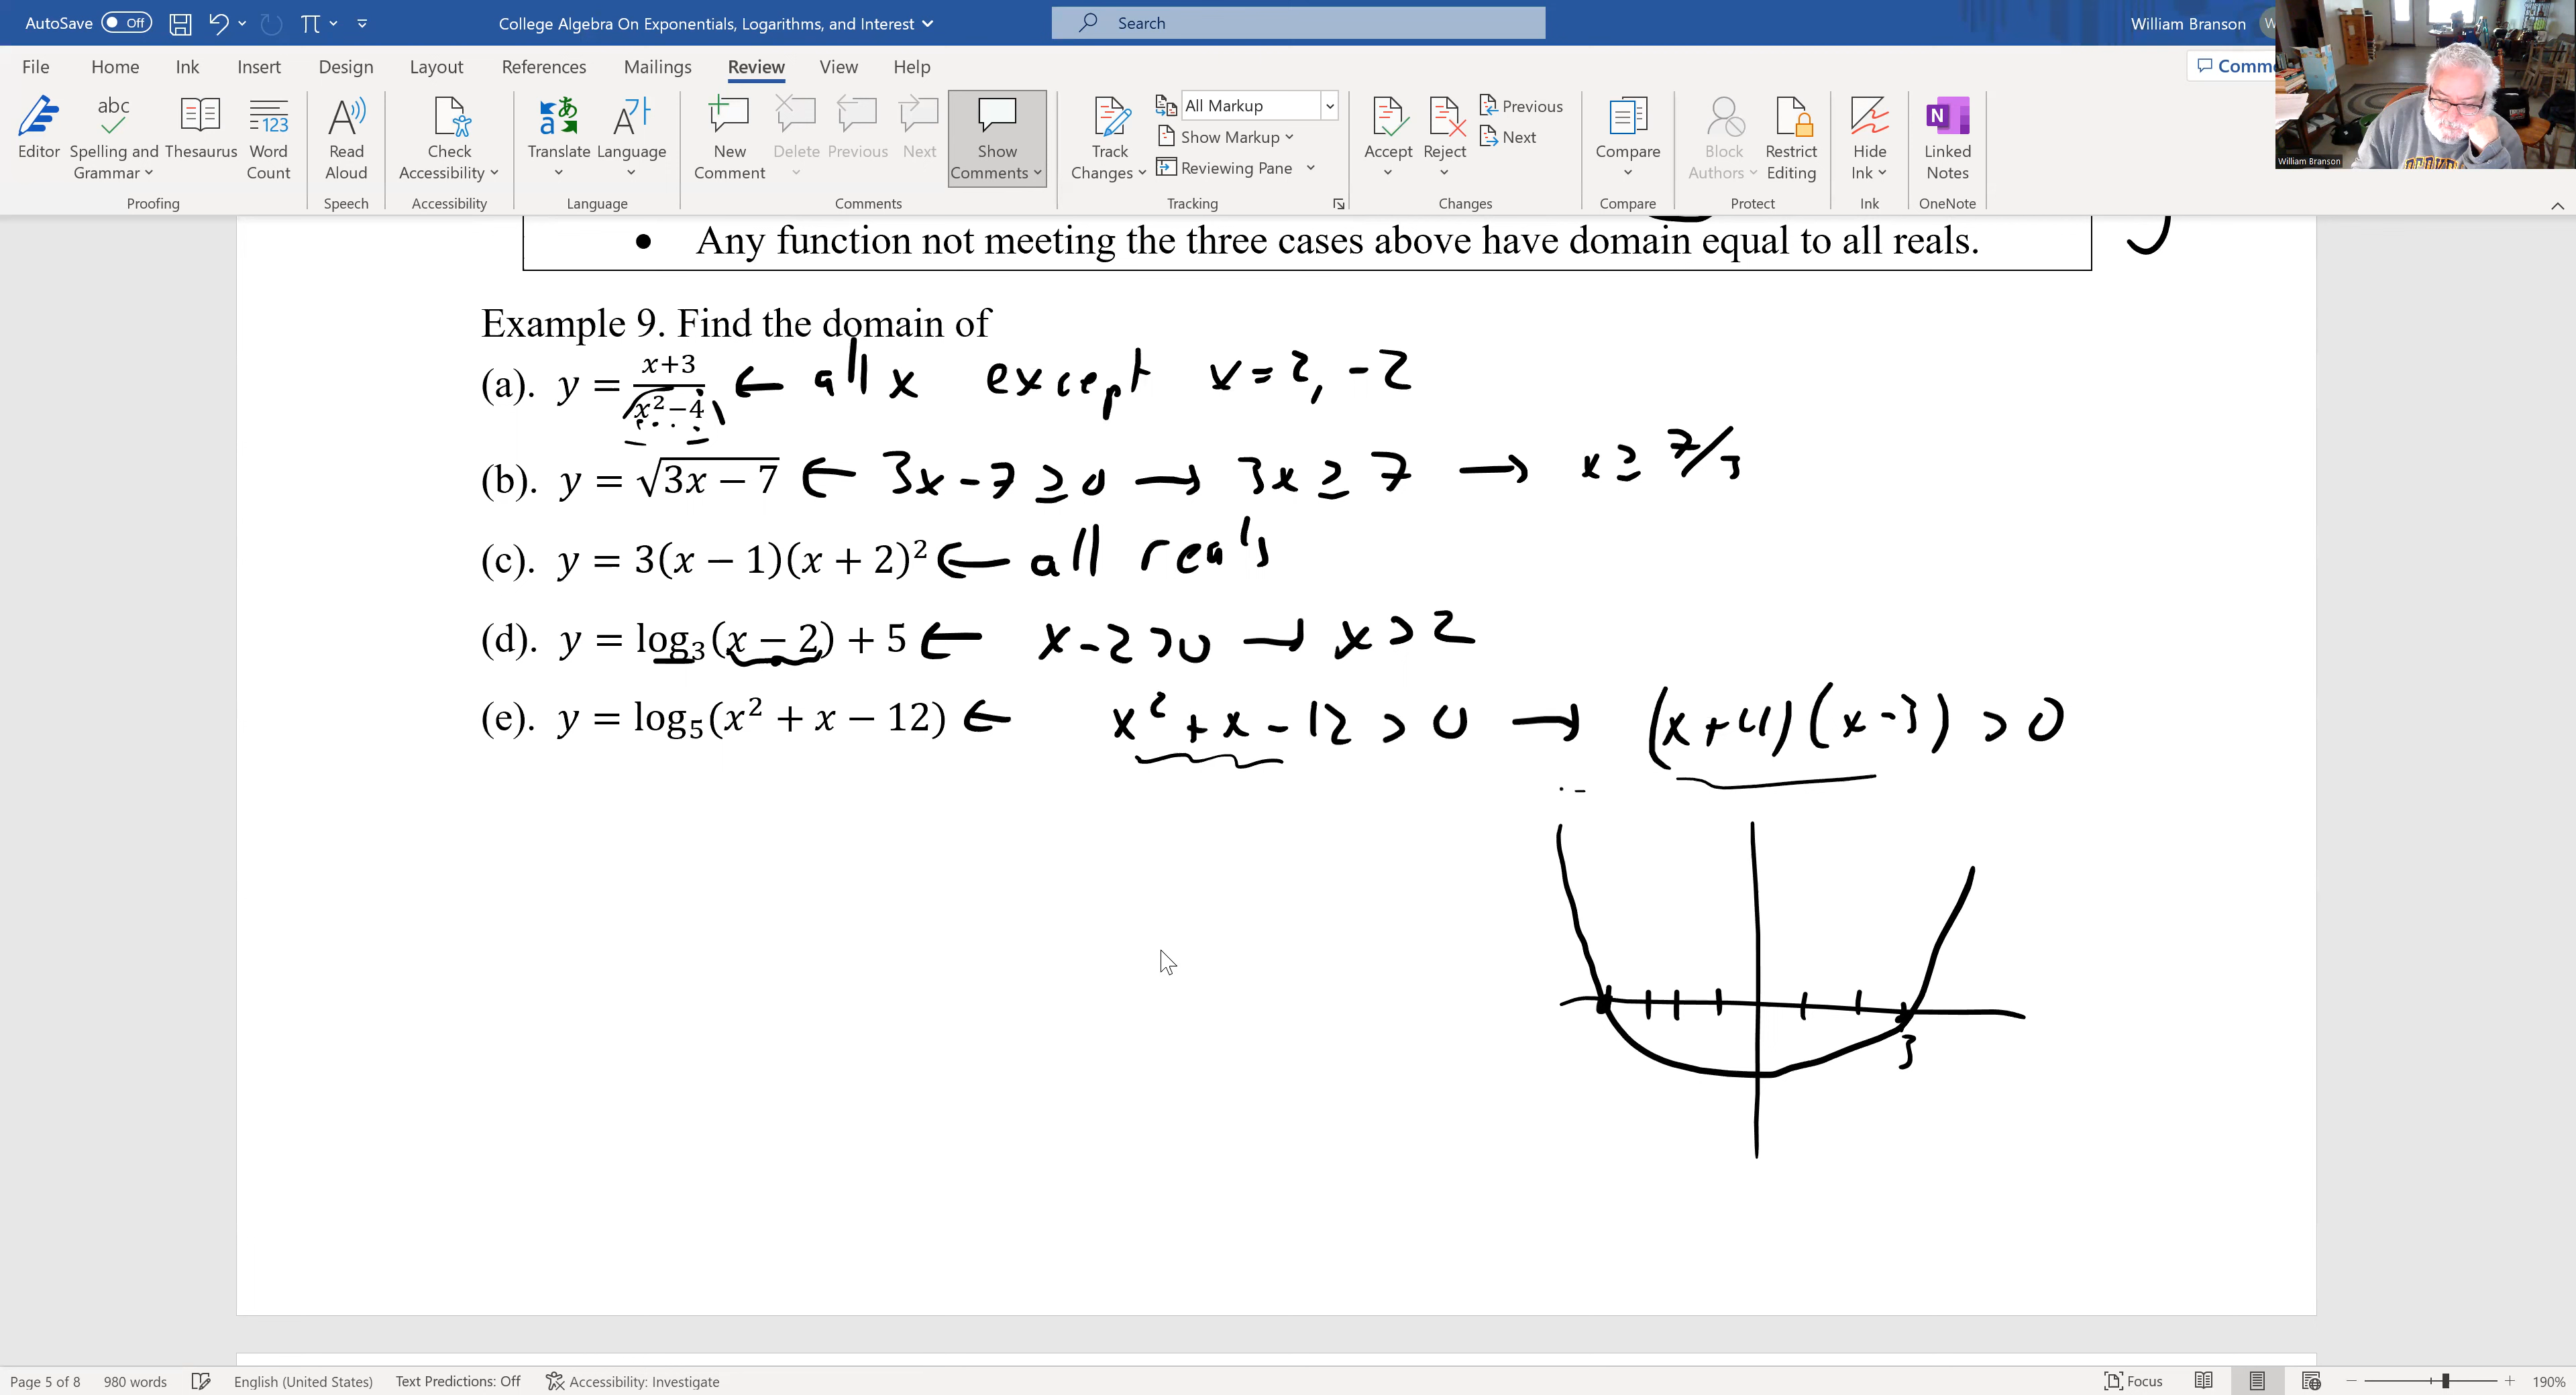 AutoSave Off College Algebra On Exponentials, Logarithms, and Interest Search William Branson W
File Home Ink Insert Design Layout References Mailings Review View Help Comm
abc 123 A 가 a あ All Markup Previous N
Show Markup Next
Editor Spelling and Thesaurus Word Read Check Translate Language New Delete Previous Next Show Track Reviewing Pane Accept Reject Compare Block Restrict Hide Linked
Grammar Count Aloud Accessibility Comment Comments Changes Authors Editing Ink Notes
Proofing Speech Accessibility Language Comments Tracking Changes Compare Protect Ink OneNote
William Branson
• Any function not meeting the three cases above have domain equal to all reals.
Example 9. Find the domain of
(a). y = (x+3)/(x²−4) ← all x except x = 2, -2
(b). y = √(3x − 7) ← 3x - 7 ≥ 0 → 3x ≥ 7 → x ≥ 7/3
(c). y = 3(x − 1)(x + 2)² ← all reals
(d). y = log₃(x − 2) + 5 ← x - 2 > 0 → x > 2
(e). y = log₅(x² + x − 12) ← x² + x - 12 > 0 → (x+4)(x-3) > 0
3
Page 5 of 8 980 words English (United States) Text Predictions: Off Accessibility: Investigate Focus 190%